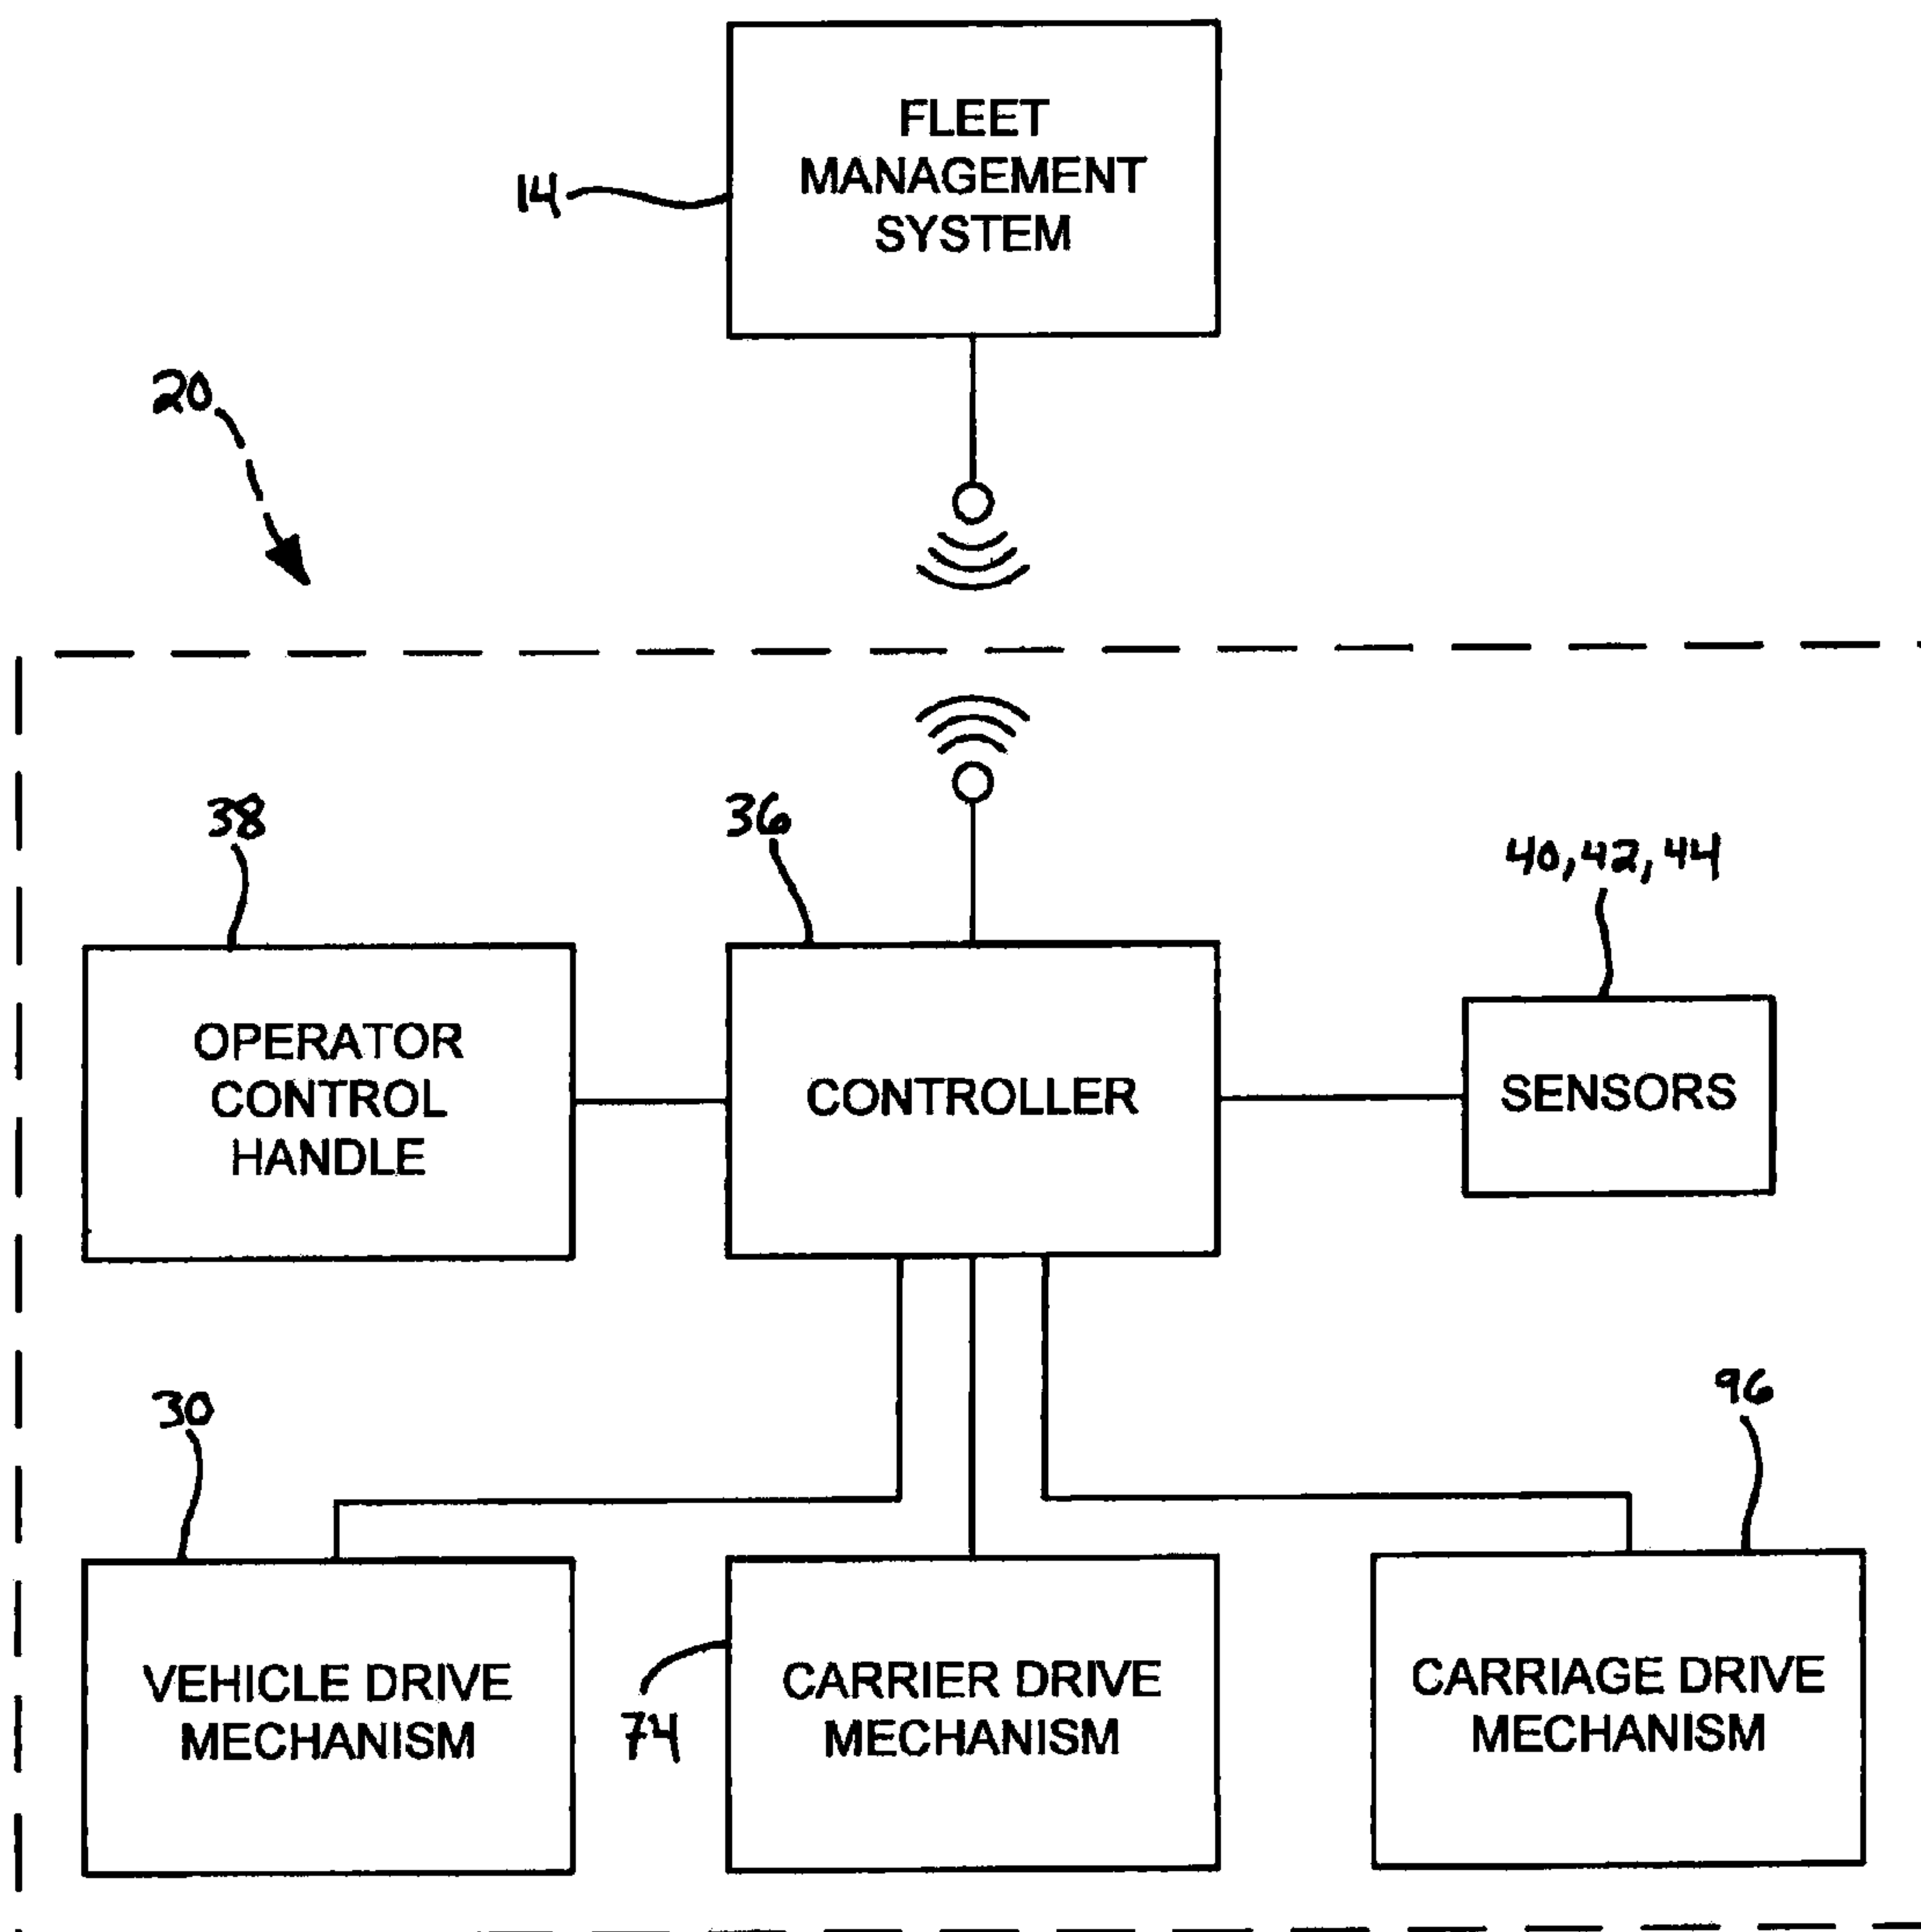 FLEET
MANAGEMENT
SYSTEM
14
20
38
36
40,42,44
OPERATOR
CONTROL
HANDLE
CONTROLLER
SENSORS
30
96
VEHICLE DRIVE
MECHANISM
74
CARRIER DRIVE
MECHANISM
CARRIAGE DRIVE
MECHANISM